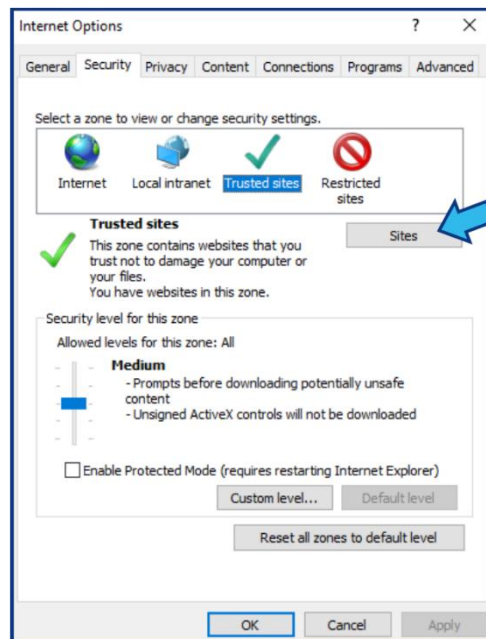 Internet Options ? X
General Security Privacy Content Connections Programs Advanced
Select a zone to view or change security settings.
Internet Local intranet Trusted sites Restricted
sites
Trusted sites
Sites
This zone contains websites that you
trust not to damage your computer or
your files.
You have websites in this zone.
Security level for this zone
Allowed levels for this zone: All
Medium
- Prompts before downloading potentially unsafe
content
- Unsigned ActiveX controls will not be downloaded
Enable Protected Mode (requires restarting Internet Explorer)
Custom level... Default level
Reset all zones to default level
OK Cancel Apply